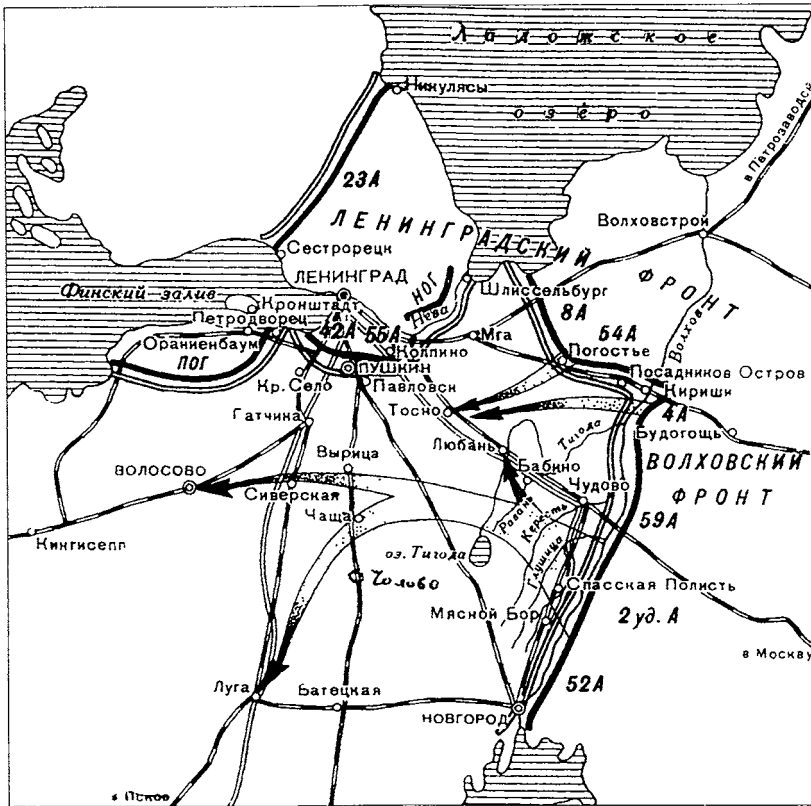 Ладожское
озеро
Никулясы
в Петрозаводск
23А
ЛЕНИНГРАДСКИЙ ФРОНТ
Волховстрой
Сестрорецк
ЛЕНИНГРАД
НОГ
Шлиссельбург
Финский залив
Кронштадт
Нева
8А
Волхов
Петродворец
42А
55А
Мга
54А
Ораниенбаум
Колпино
Погостье
ПОГ
ПУШКИН
Посадников Остров
Кр. Село
Павловск
Кириши
Тосно
4А
Гатчина
Тигода
Будогощь
Любань
ВОЛХОВСКИЙ
ФРОНТ
Вырица
Бабино
ВОЛОСОВО
Сиверская
Чудово
Равань
Кересть
59А
Чаща
Кингисепп
оз. Тигода
Глушица
Чолово
Спасская Полисть
Мясной Бор
2 уд. А
в Москву
52А
Луга
Батецкая
НОВГОРОД
в Псков